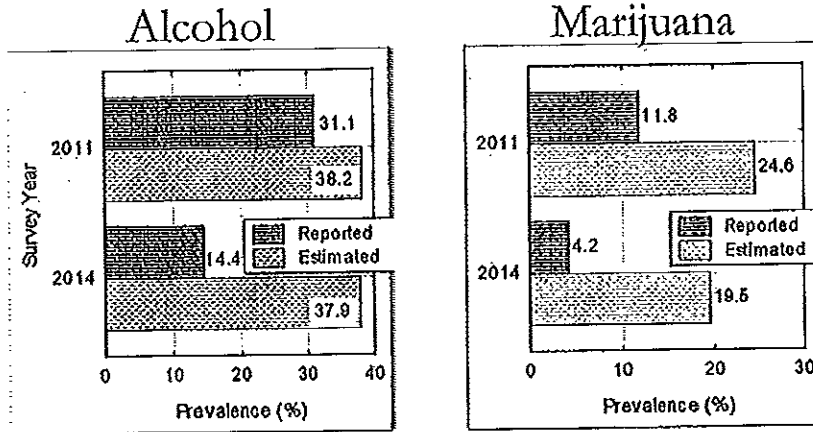 Alcohol
Survey Year
2011
31.1
38.2
2014
14.4
37.9
Reported
Estimated
0 10 20 30 40
Prevalence (%)
Marijuana
2011
11.8
24.6
2014
4.2
19.5
Reported
Estimated
0 10 20 30
Prevalence (%)